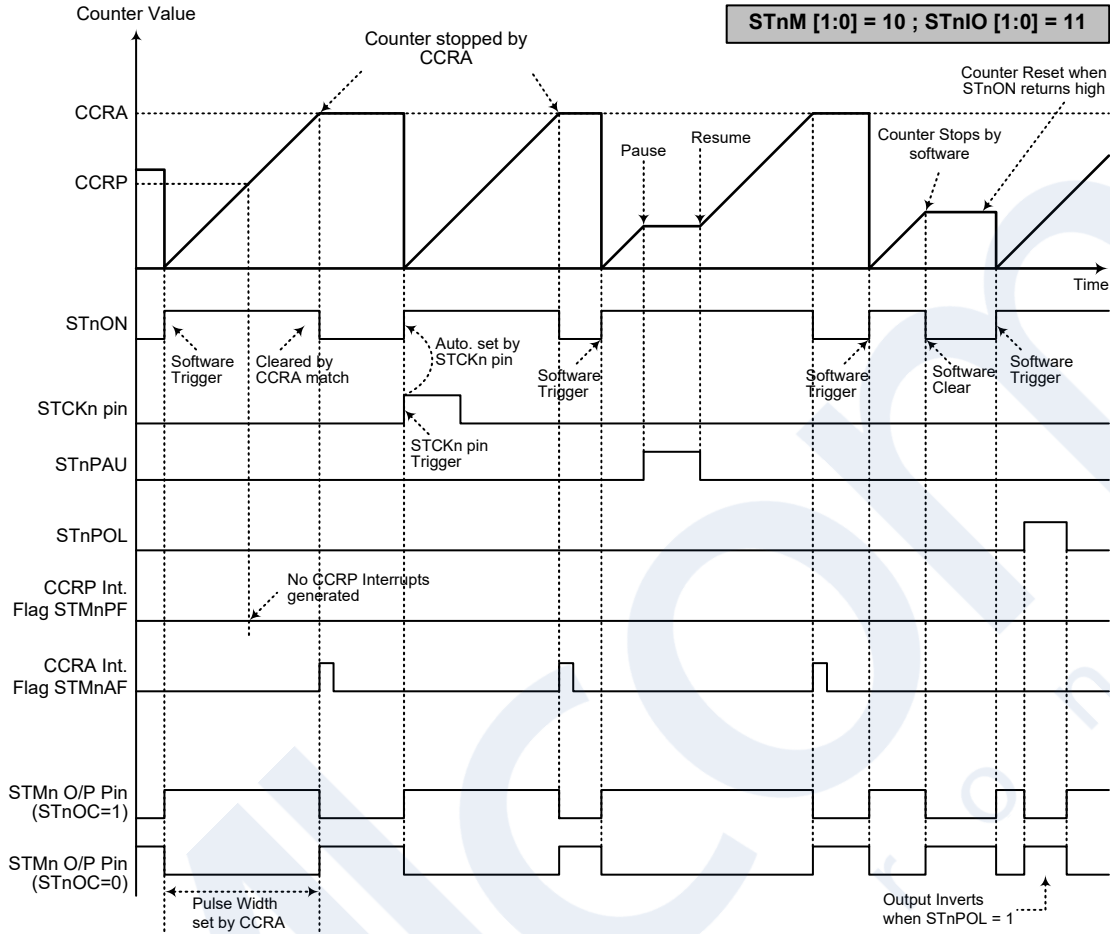 Counter Value
STnM [1:0] = 10 ; STnIO [1:0] = 11
Counter stopped by
CCRA
Counter Reset when
STnON returns high
CCRA
Pause
Resume
Counter Stops by
software
CCRP
Time
STnON
Software
Trigger
Cleared by
CCRA match
Auto. set by
STCKn pin
Software
Trigger
Software
Trigger
Software
Clear
Software
Trigger
STCKn pin
STCKn pin
Trigger
STnPAU
STnPOL
CCRP Int.
Flag STMnPF
No CCRP Interrupts
generated
CCRA Int.
Flag STMnAF
STMn O/P Pin
(STnOC=1)
STMn O/P Pin
(STnOC=0)
Pulse Width
set by CCRA
Output Inverts
when STnPOL = 1